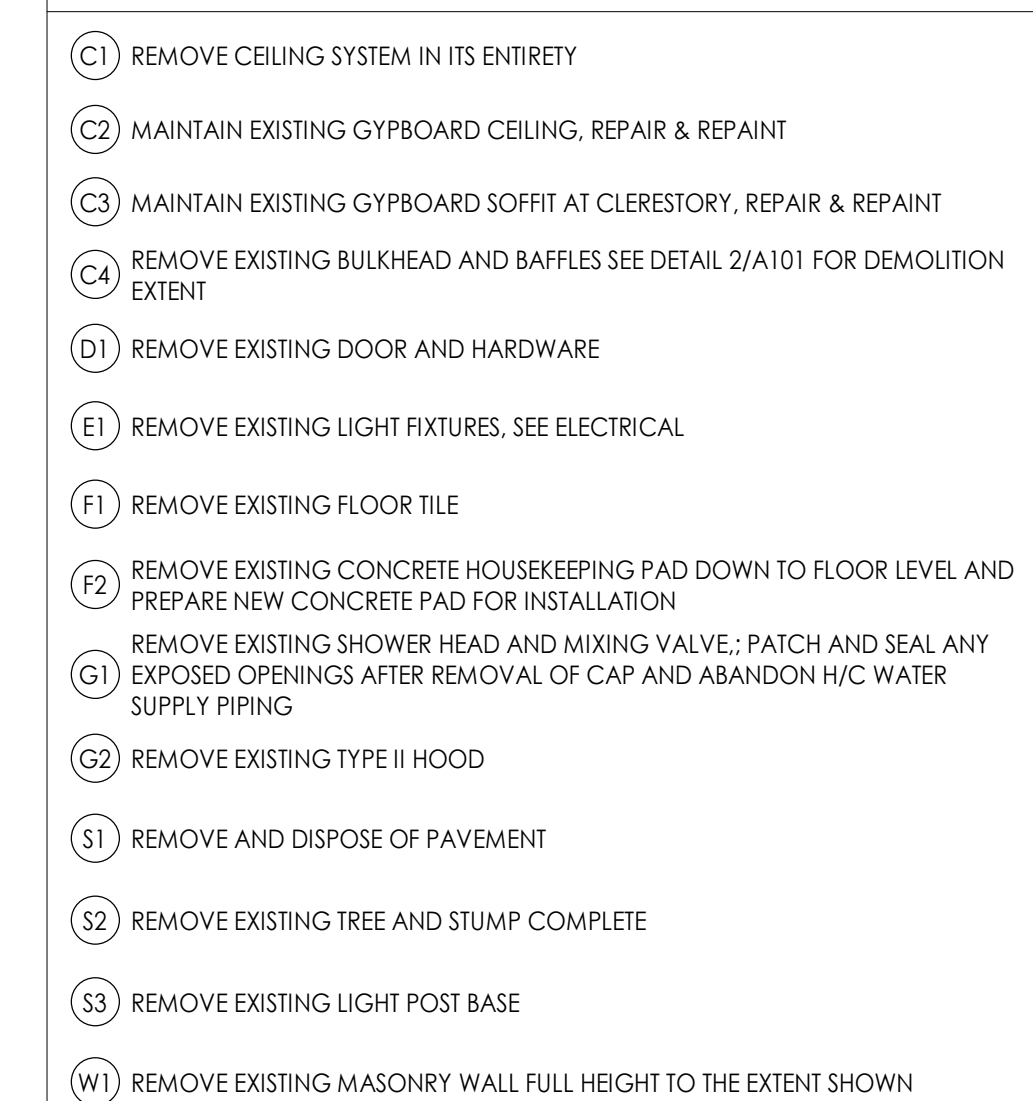 C1 REMOVE CEILING SYSTEM IN ITS ENTIRETY
C2 MAINTAIN EXISTING GYPBOARD CEILING, REPAIR & REPAINT
C3 MAINTAIN EXISTING GYPBOARD SOFFIT AT CLERESTORY, REPAIR & REPAINT
C4 REMOVE EXISTING BULKHEAD AND BAFFLES SEE DETAIL 2/A101 FOR DEMOLITION
EXTENT
D1 REMOVE EXISTING DOOR AND HARDWARE
E1 REMOVE EXISTING LIGHT FIXTURES, SEE ELECTRICAL
F1 REMOVE EXISTING FLOOR TILE
F2 REMOVE EXISTING CONCRETE HOUSEKEEPING PAD DOWN TO FLOOR LEVEL AND
PREPARE NEW CONCRETE PAD FOR INSTALLATION
REMOVE EXISTING SHOWER HEAD AND MIXING VALVE,; PATCH AND SEAL ANY
G1 EXPOSED OPENINGS AFTER REMOVAL OF CAP AND ABANDON H/C WATER
SUPPLY PIPING
G2 REMOVE EXISTING TYPE II HOOD
S1 REMOVE AND DISPOSE OF PAVEMENT
S2 REMOVE EXISTING TREE AND STUMP COMPLETE
S3 REMOVE EXISTING LIGHT POST BASE
W1 REMOVE EXISTING MASONRY WALL FULL HEIGHT TO THE EXTENT SHOWN